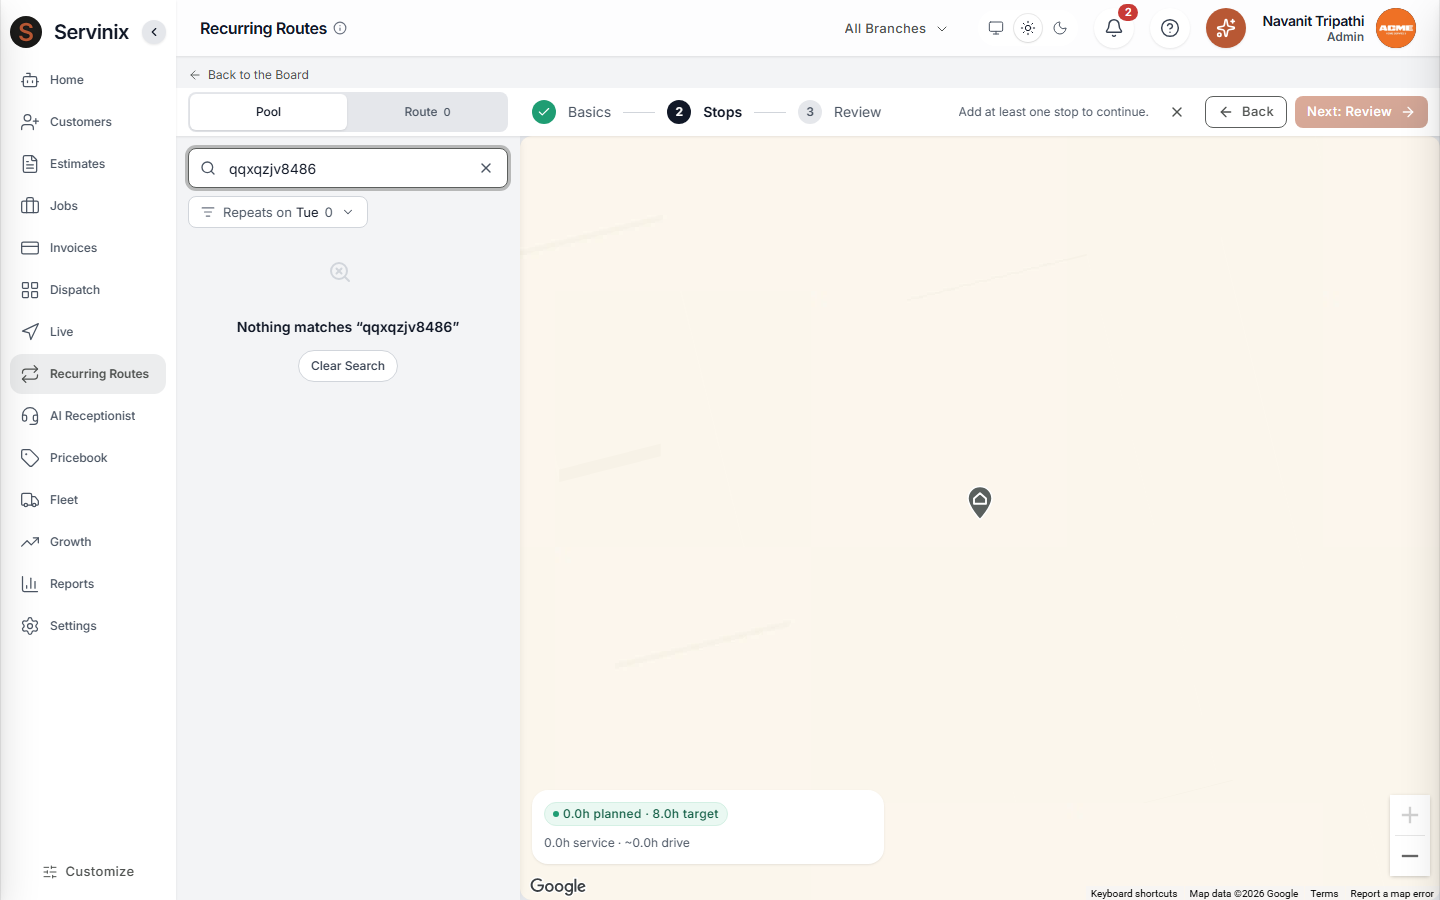 Servinix
Home
Customers
Estimates
Jobs
Invoices
Dispatch
Live
Recurring Routes
AI Receptionist
Pricebook
Fleet
Growth
Reports
Settings
Customize
Recurring Routes
All Branches
2
Navanit Tripathi
Admin
ACME
Back to the Board
Pool
Route 0
Basics
2 Stops
3 Review
Add at least one stop to continue.
Back
Next: Review
qqxqzjv8486
Repeats on Tue 0
Nothing matches “qqxqzjv8486”
Clear Search
0.0h planned · 8.0h target
0.0h service · ~0.0h drive
Google
Keyboard shortcuts
Map data ©2026 Google
Terms
Report a map error